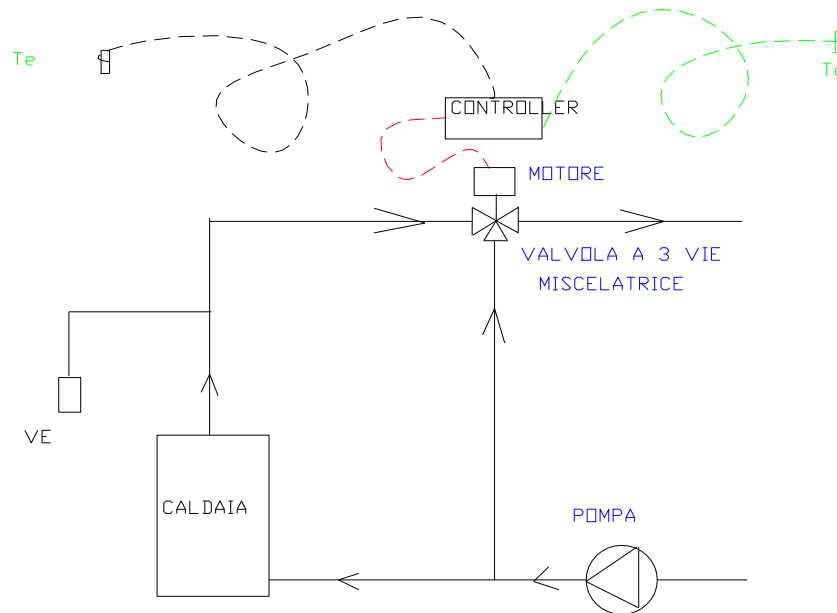 Te
CONTROLLER
MOTORE
VALVOLA A 3 VIE
MISCELATRICE
VE
CALDAIA
POMPA